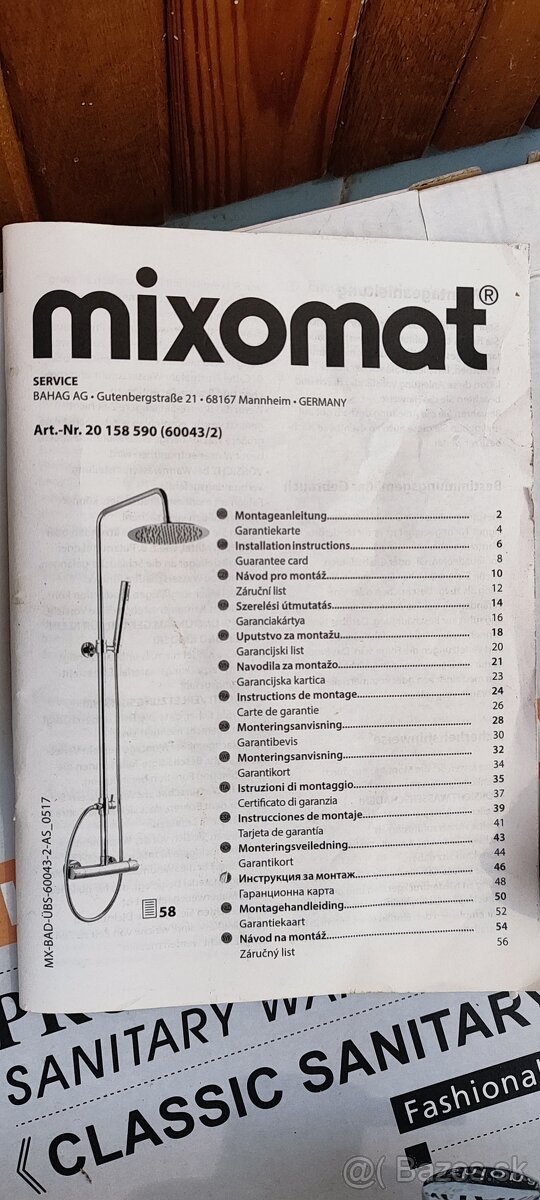 mixomat®
SERVICE
BAHAG AG • Gutenbergstraße 21 • 68167 Mannheim • GERMANY
Art.-Nr. 20 158 590 (60043/2)
Montageanleitung 2
Garantiekarte 4
Installation instructions 6
Guarantee card 8
Návod pro montáž 10
Záruční list 12
Szerelési útmutatás 14
Garanciakártya 16
Uputstvo za montažu 18
Garancijski list 20
Navodila za montažo 21
Garancijska kartica 23
Instructions de montage 24
Carte de garantie 26
Monteringsanvisning 28
Garantibevis 30
Monteringsanvisning 32
Garantikort 34
Istruzioni di montaggio 35
Certificato di garanzia 37
Instrucciones de montaje 39
Tarjeta de garantía 41
Monteringsveiledning 43
Garantikort 44
Инструкция за монтаж 46
Гаранционна карта 48
Montagehandleiding 50
Garantiekaart 52
Návod na montáž 54
Záručný list 56
58
MX-BAD-ÜBS-60043-2-AS_0517
SANITARY
CLASSIC SANITARY
Fashional
@ Bazos.sk